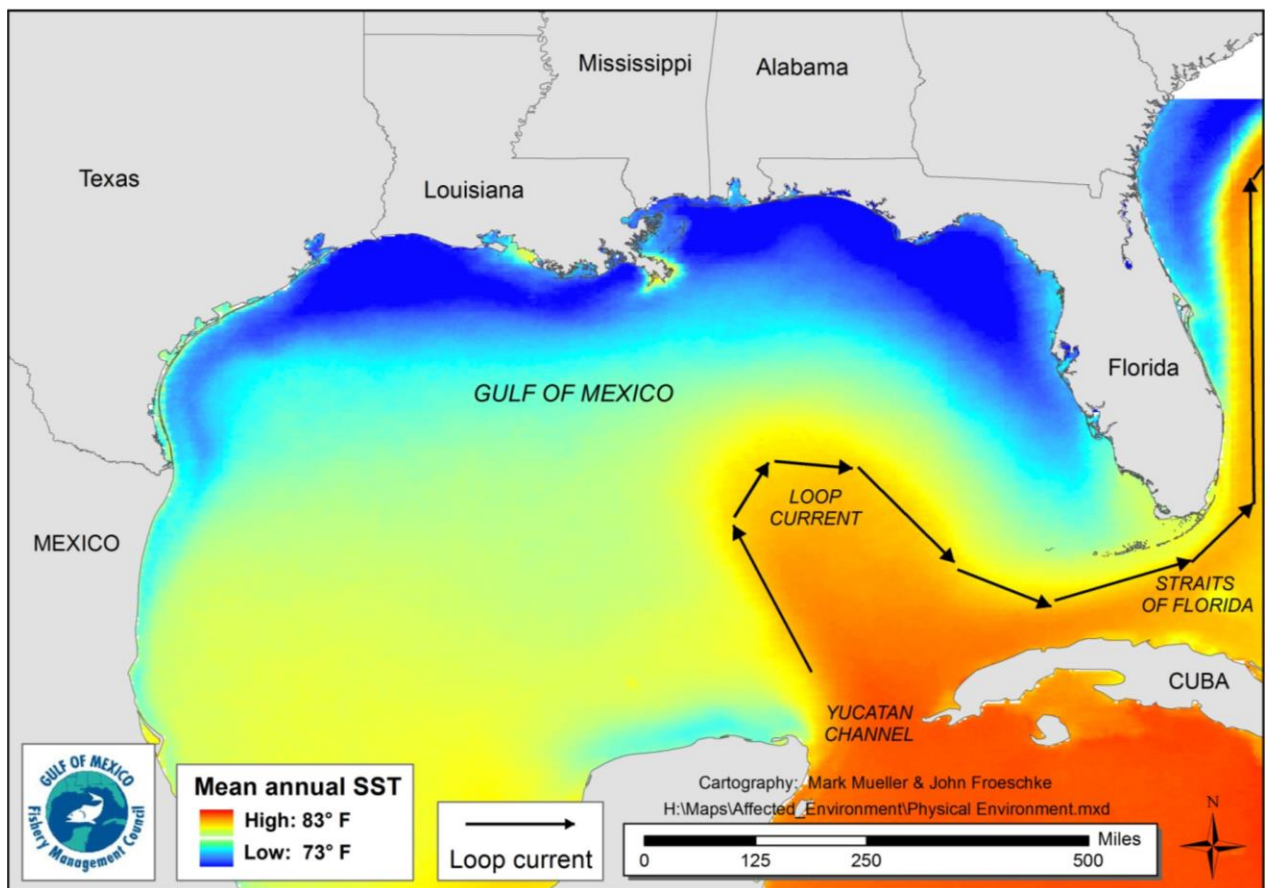 Mississippi
Alabama
Texas
Louisiana
Florida
GULF OF MEXICO
LOOP
CURRENT
MEXICO
STRAITS
OF FLORIDA
CUBA
YUCATAN
CHANNEL
GULF OF MEXICO
Fishery Management Council
Mean annual SST
High: 83° F
Low: 73° F
Loop current
Cartography: Mark Mueller & John Froeschke
H:\Maps\Affected_Environment\Physical Environment.mxd
Miles
0 125 250 500
N